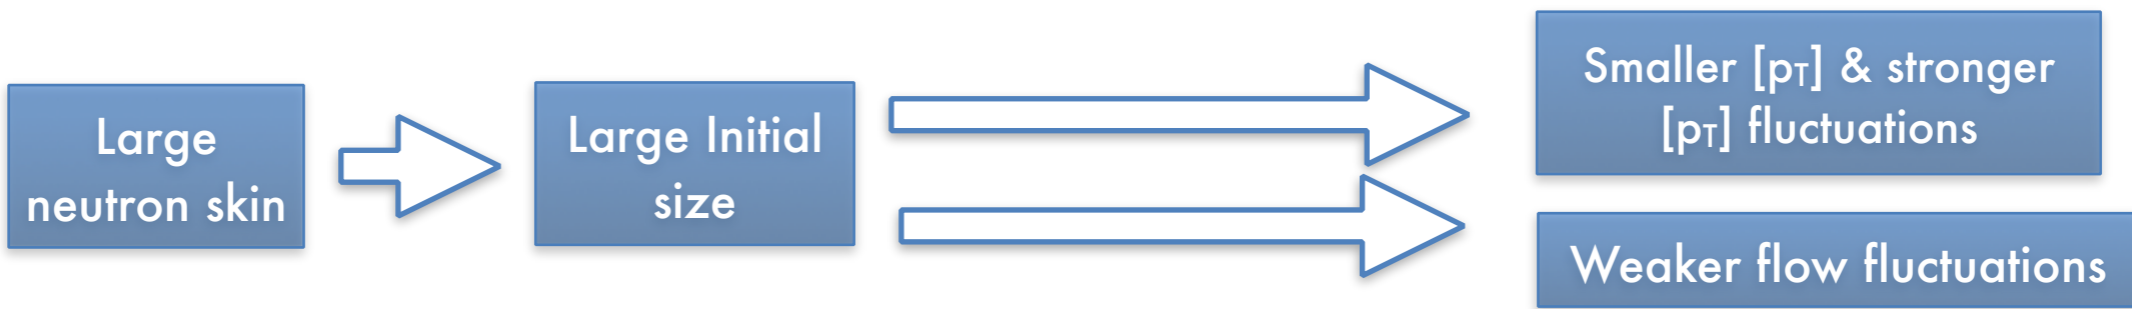 Large
neutron skin
Large Initial
size
Smaller [pT] & stronger
[pT] fluctuations
Weaker flow fluctuations